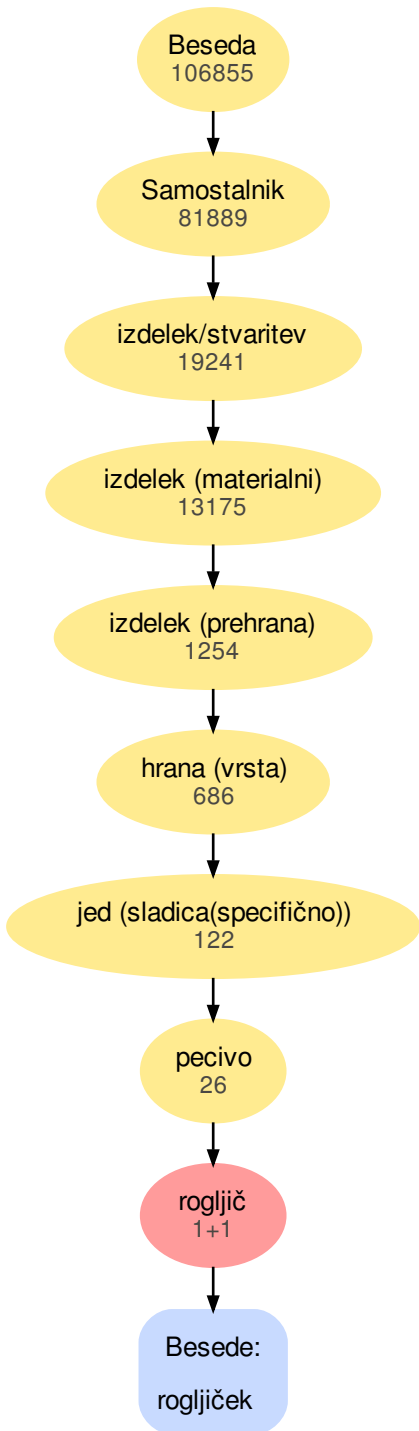 Beseda
106855
Samostalnik
81889
izdelek/stvaritev
19241
izdelek (materialni)
13175
izdelek (prehrana)
1254
hrana (vrsta)
686
jed (sladica(specifično))
122
pecivo
26
rogljič
1+1
Besede:
rogljiček